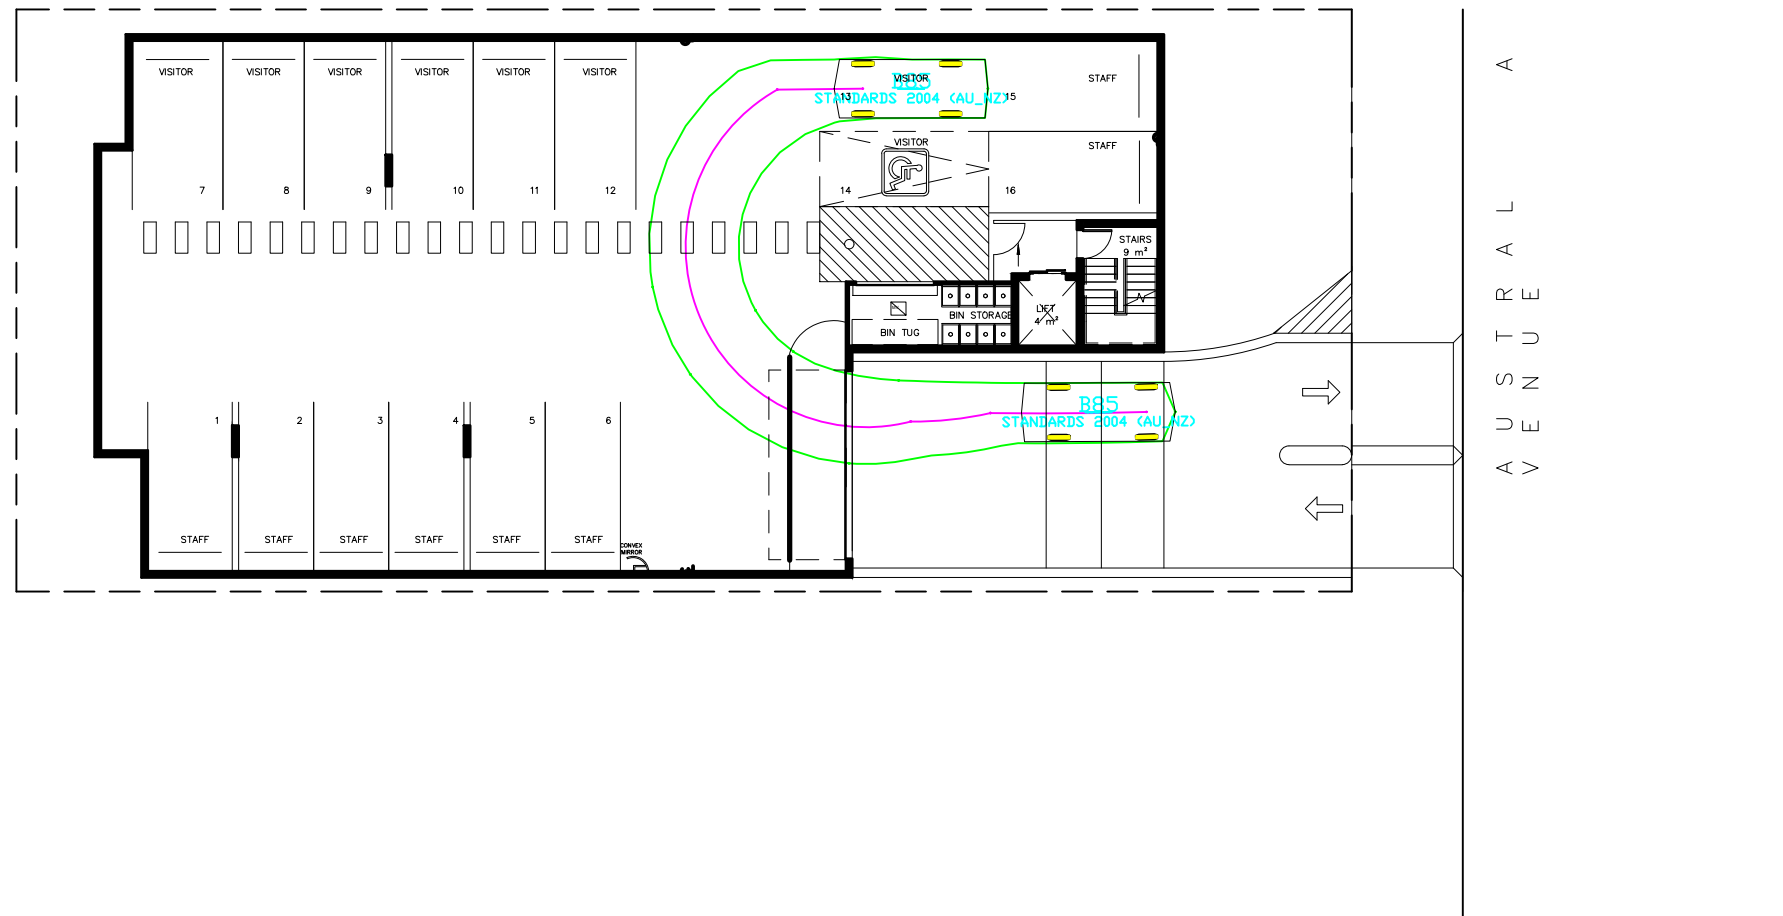 VISITOR VISITOR VISITOR VISITOR VISITOR VISITOR
VISITOR
B85
STANDARDS 2004 (AU_NZ)
13
15
STAFF
VISITOR
STAFF
7 8 9 10 11 12
14
16
STAIRS
9 m²
LIFT
4 m²
BIN STORAGE
BIN TUG
B85
STANDARDS 2004 (AU_NZ)
1 2 3 4 5 6
STAFF STAFF STAFF STAFF STAFF STAFF
CONVEX
MIRROR
AUSTRAL A
VENUE